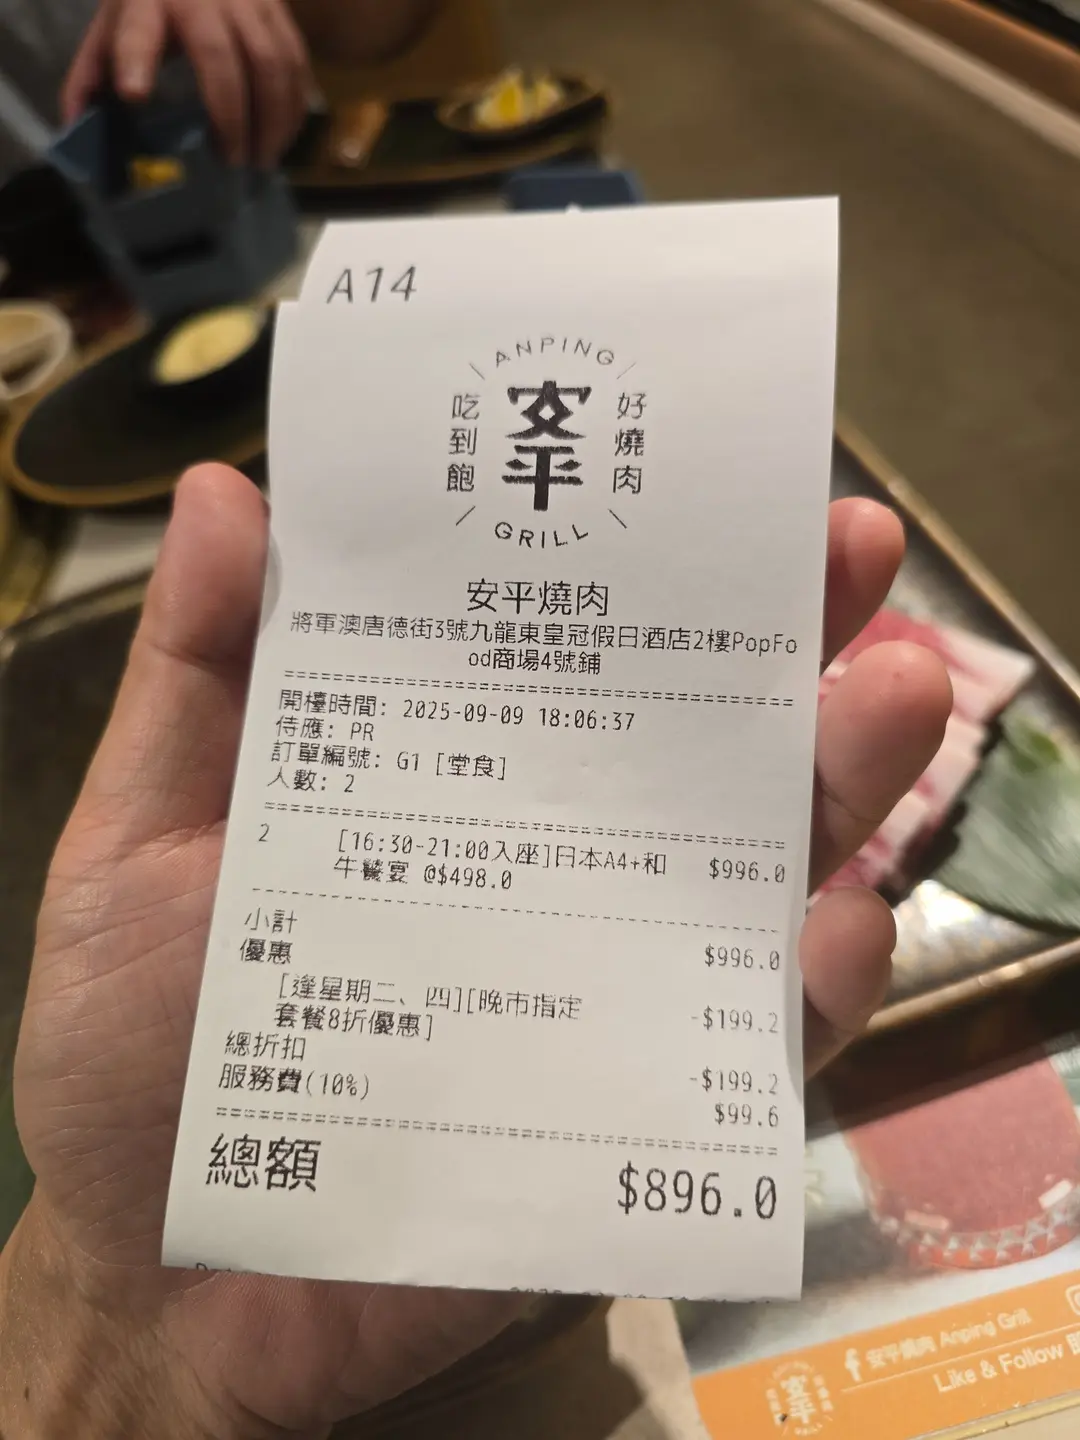 A14
ANPING
吃到飽
安平
好燒肉
GRILL
安平燒肉
將軍澳唐德街3號九龍東皇冠假日酒店2樓PopFo
od商場4號鋪
開檯時間: 2025-09-09 18:06:37
侍應: PR
訂單編號: G1 [堂食]
人數: 2
2 [16:30-21:00入座]日本A4+和 $996.0
牛饗宴 @$498.0
小計 $996.0
優惠
[逢星期二、四][晚市指定 -$199.2
套餐8折優惠]
總折扣 -$199.2
服務費(10%) $99.6
總額 $896.0
安平燒肉 Anping Grill
Like & Follow
安平
GRILL